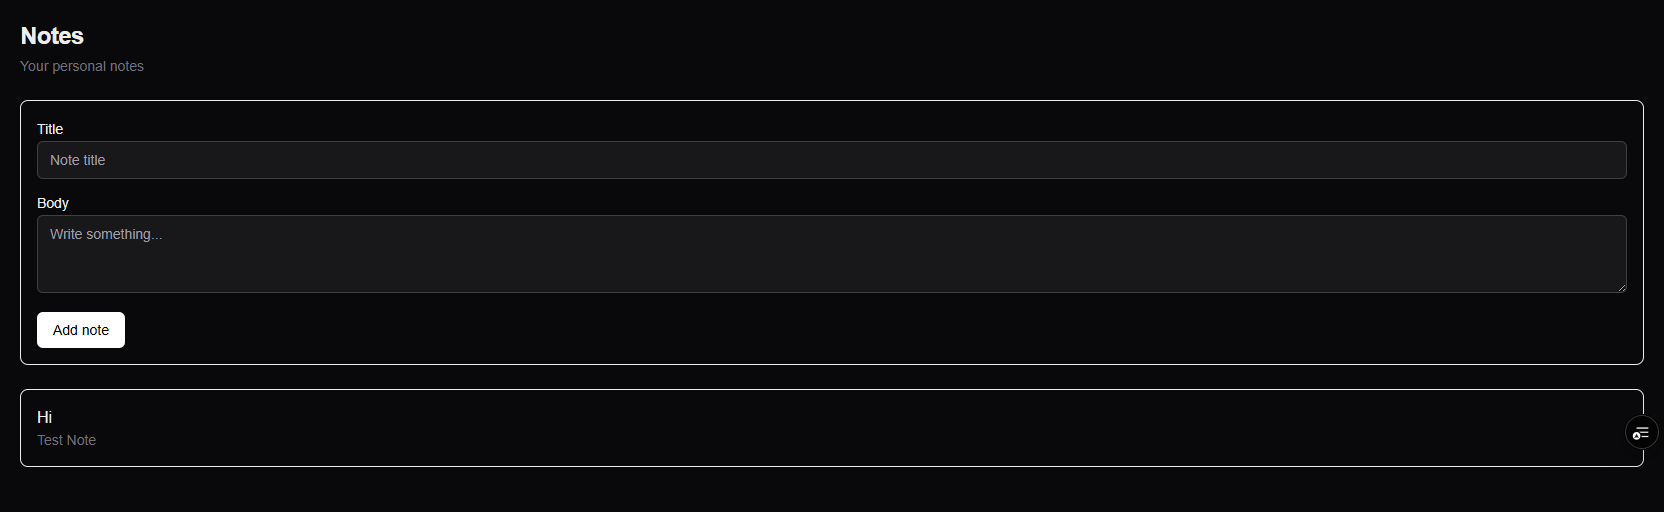 Notes
Your personal notes
Title
Note title
Body
Write something...
Add note
Hi
Test Note